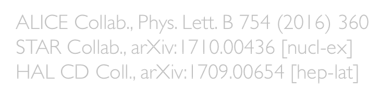 ALICE Collab., Phys. Lett. B 754 (2016) 360
STAR Collab., arXiv:1710.00436 [nucl-ex]
HAL CD Coll., arXiv:1709.00654 [hep-lat]